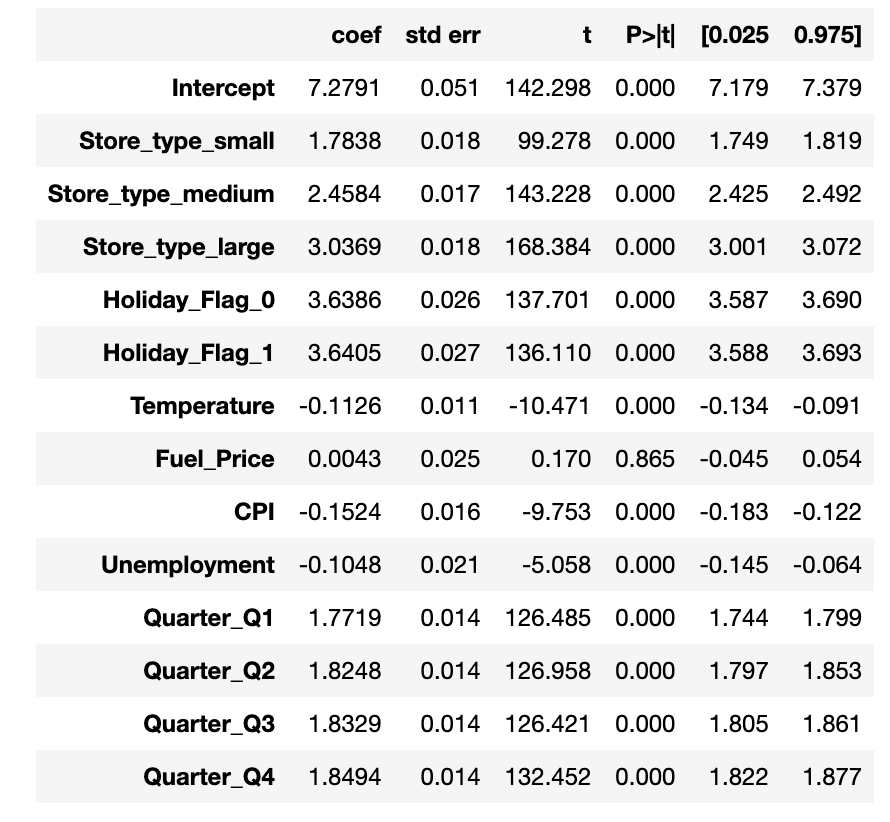 coef std err t P>|t| [0.025 0.975]
Intercept 7.2791 0.051 142.298 0.000 7.179 7.379
Store_type_small 1.7838 0.018 99.278 0.000 1.749 1.819
Store_type_medium 2.4584 0.017 143.228 0.000 2.425 2.492
Store_type_large 3.0369 0.018 168.384 0.000 3.001 3.072
Holiday_Flag_0 3.6386 0.026 137.701 0.000 3.587 3.690
Holiday_Flag_1 3.6405 0.027 136.110 0.000 3.588 3.693
Temperature -0.1126 0.011 -10.471 0.000 -0.134 -0.091
Fuel_Price 0.0043 0.025 0.170 0.865 -0.045 0.054
CPI -0.1524 0.016 -9.753 0.000 -0.183 -0.122
Unemployment -0.1048 0.021 -5.058 0.000 -0.145 -0.064
Quarter_Q1 1.7719 0.014 126.485 0.000 1.744 1.799
Quarter_Q2 1.8248 0.014 126.958 0.000 1.797 1.853
Quarter_Q3 1.8329 0.014 126.421 0.000 1.805 1.861
Quarter_Q4 1.8494 0.014 132.452 0.000 1.822 1.877